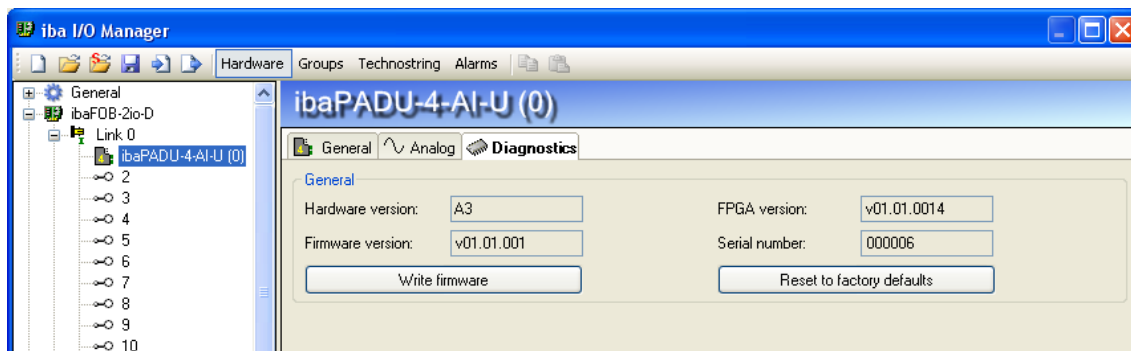 iba I/O Manager
Hardware Groups Technostring Alarms
General
ibaFOB-2io-D
Link 0
ibaPADU-4-AI-U (0)
2
3
4
5
6
7
8
9
10
ibaPADU-4-AI-U (0)
General Analog Diagnostics
General
Hardware version: A3 FPGA version: v01.01.0014
Firmware version: v01.01.001 Serial number: 000006
Write firmware Reset to factory defaults